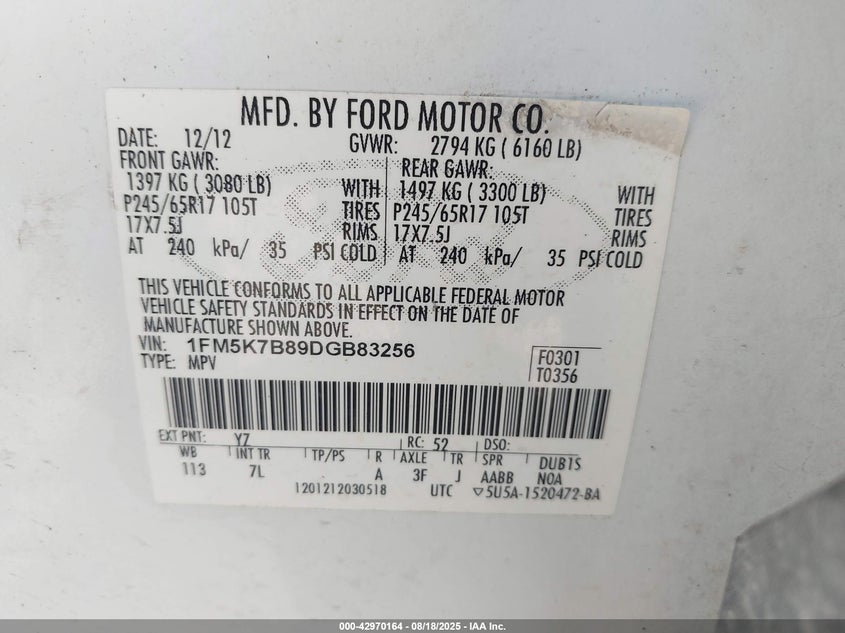 MFD. BY FORD MOTOR CO.
DATE: 12/12 GVWR: 2794 KG ( 6160 LB)
FRONT GAWR: REAR GAWR:
1397 KG ( 3080 LB) WITH 1497 KG ( 3300 LB) WITH
P245/65R17 105T TIRES P245/65R17 105T TIRES
17X7.5J RIMS 17X7.5J RIMS
AT 240 kPa/ 35 PSI COLD AT 240 kPa/ 35 PSI COLD
THIS VEHICLE CONFORMS TO ALL APPLICABLE FEDERAL MOTOR
VEHICLE SAFETY STANDARDS IN EFFECT ON THE DATE OF
MANUFACTURE SHOWN ABOVE.
VIN: 1FM5K7B89DGB83256 F0301
TYPE: MPV T0356
EXT PNT: YZ RC: 52 DSO:
WB INT TR TP/PS R AXLE TR SPR DUB1S
113 7L A 3F J AABB NOA
1201212030518 UTC ▽5U5A-1520472-BA
000-42970164 - 08/18/2025 - IAA Inc.